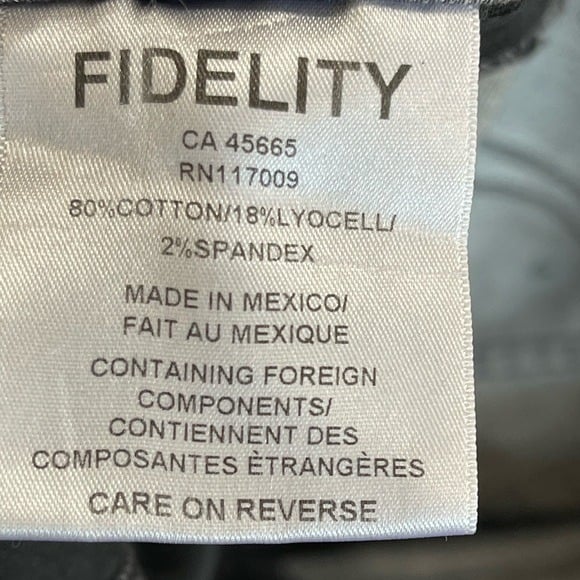 FIDELITY
CA 45665
RN117009
80%COTTON/18%LYOCELL/
2%SPANDEX
MADE IN MEXICO/
FAIT AU MEXIQUE
CONTAINING FOREIGN
COMPONENTS/
CONTIENNENT DES
COMPOSANTES ÈTRANGÈRES
CARE ON REVERSE